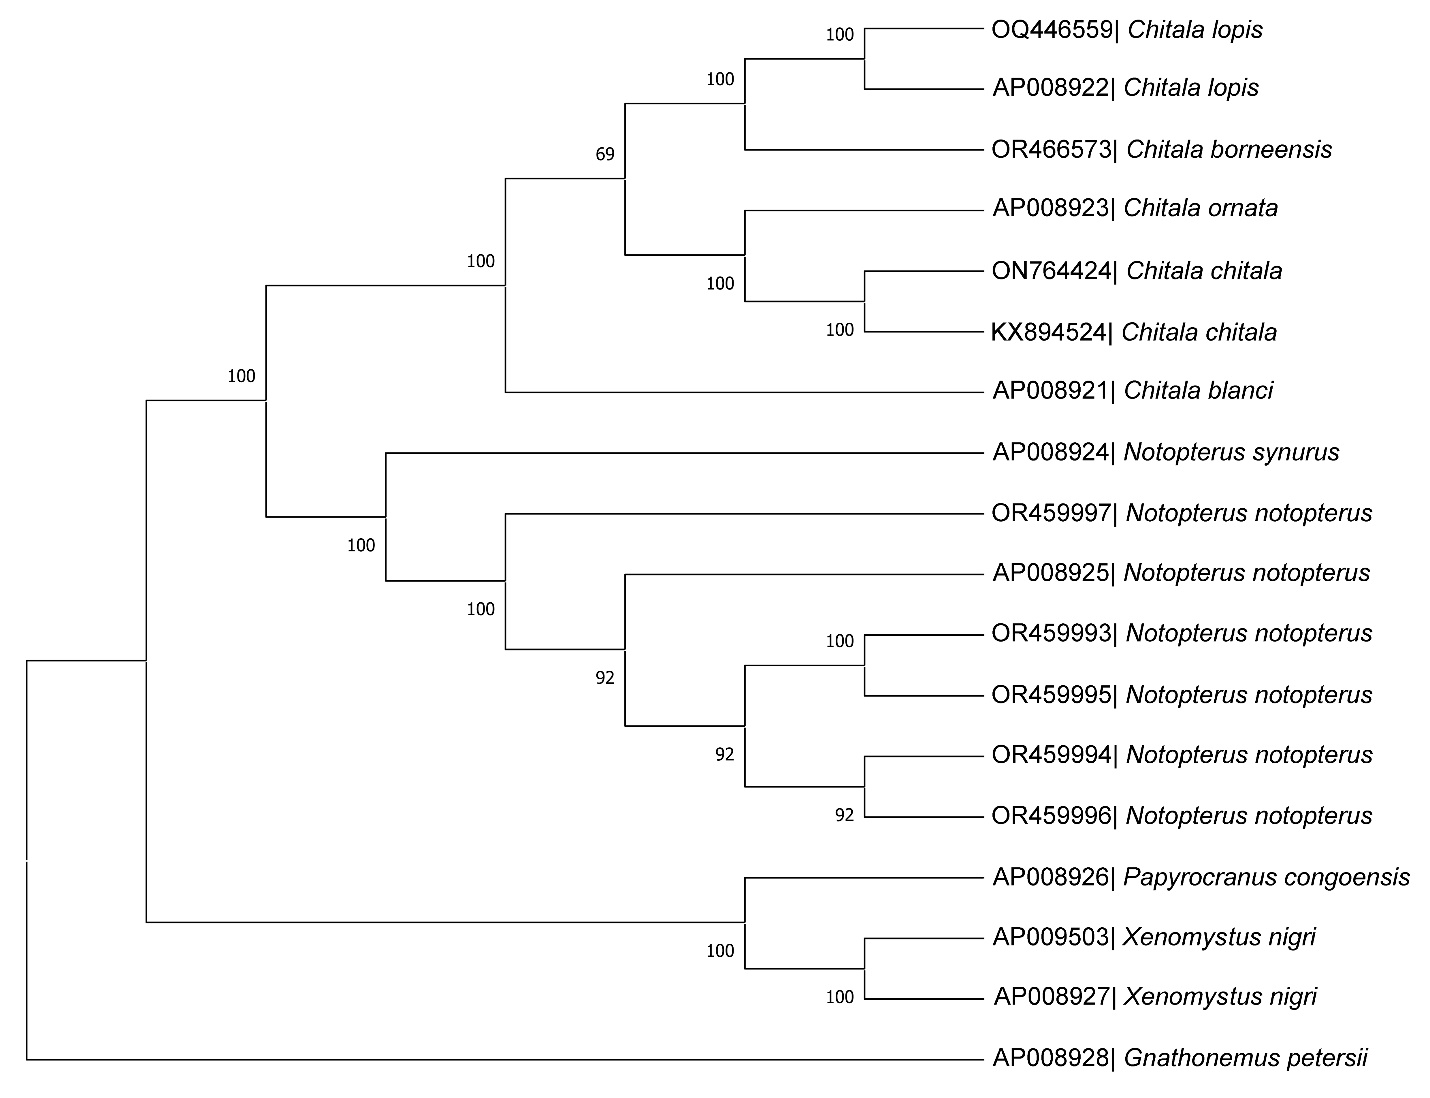 100
OQ446559| Chitala lopis
100
AP008922| Chitala lopis
69
OR466573| Chitala borneensis
AP008923| Chitala ornata
100
ON764424| Chitala chitala
100
100
KX894524| Chitala chitala
100
AP008921| Chitala blanci
AP008924| Notopterus synurus
OR459997| Notopterus notopterus
100
AP008925| Notopterus notopterus
100
100
OR459993| Notopterus notopterus
92
OR459995| Notopterus notopterus
92
OR459994| Notopterus notopterus
92
OR459996| Notopterus notopterus
AP008926| Papyrocranus congoensis
100
AP009503| Xenomystus nigri
100
AP008927| Xenomystus nigri
AP008928| Gnathonemus petersii